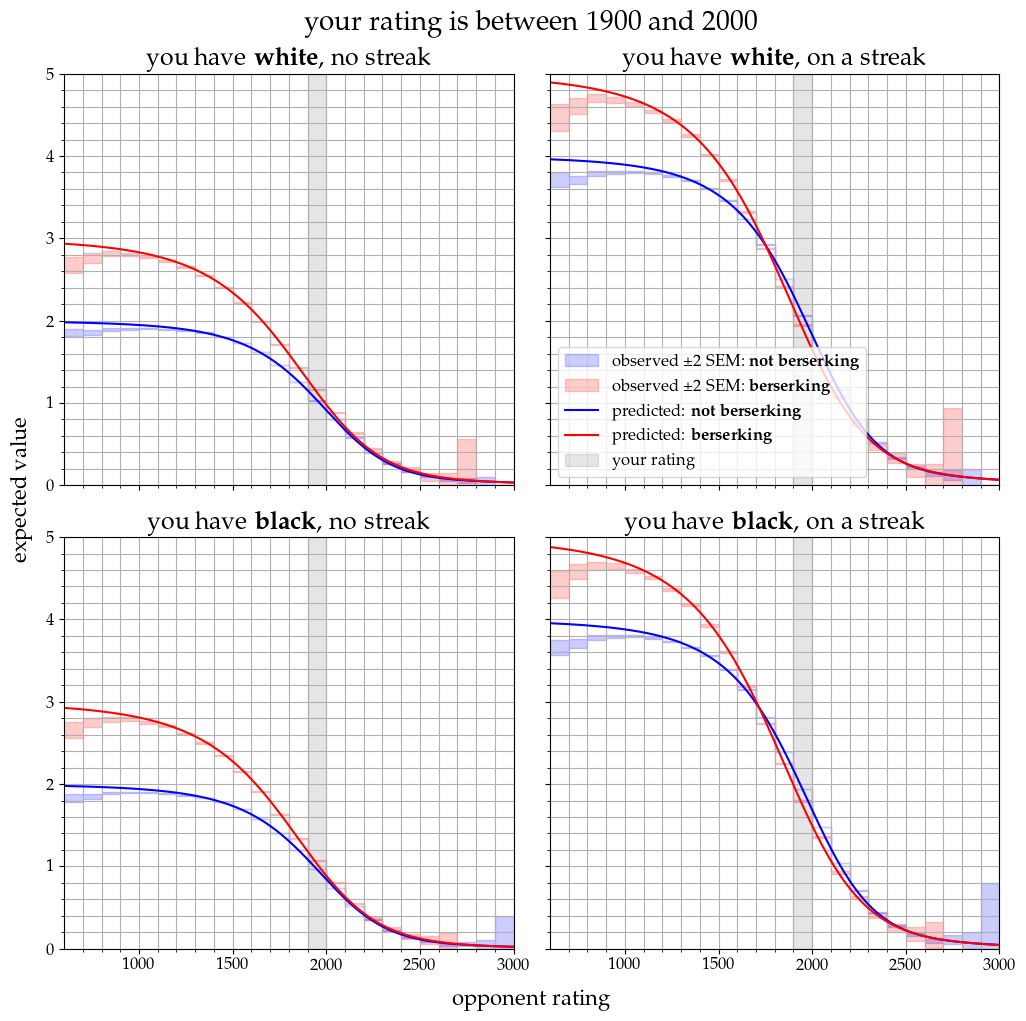 your rating is between 1900 and 2000
you have white, no streak
you have white, on a streak
5
4
3
2
1
0
observed ±2 SEM: not berserking
observed ±2 SEM: berserking
predicted: not berserking
predicted: berserking
your rating
expected value
you have black, no streak
you have black, on a streak
5
4
3
2
1
0
1000
1500
2000
2500
3000
1000
1500
2000
2500
3000
opponent rating